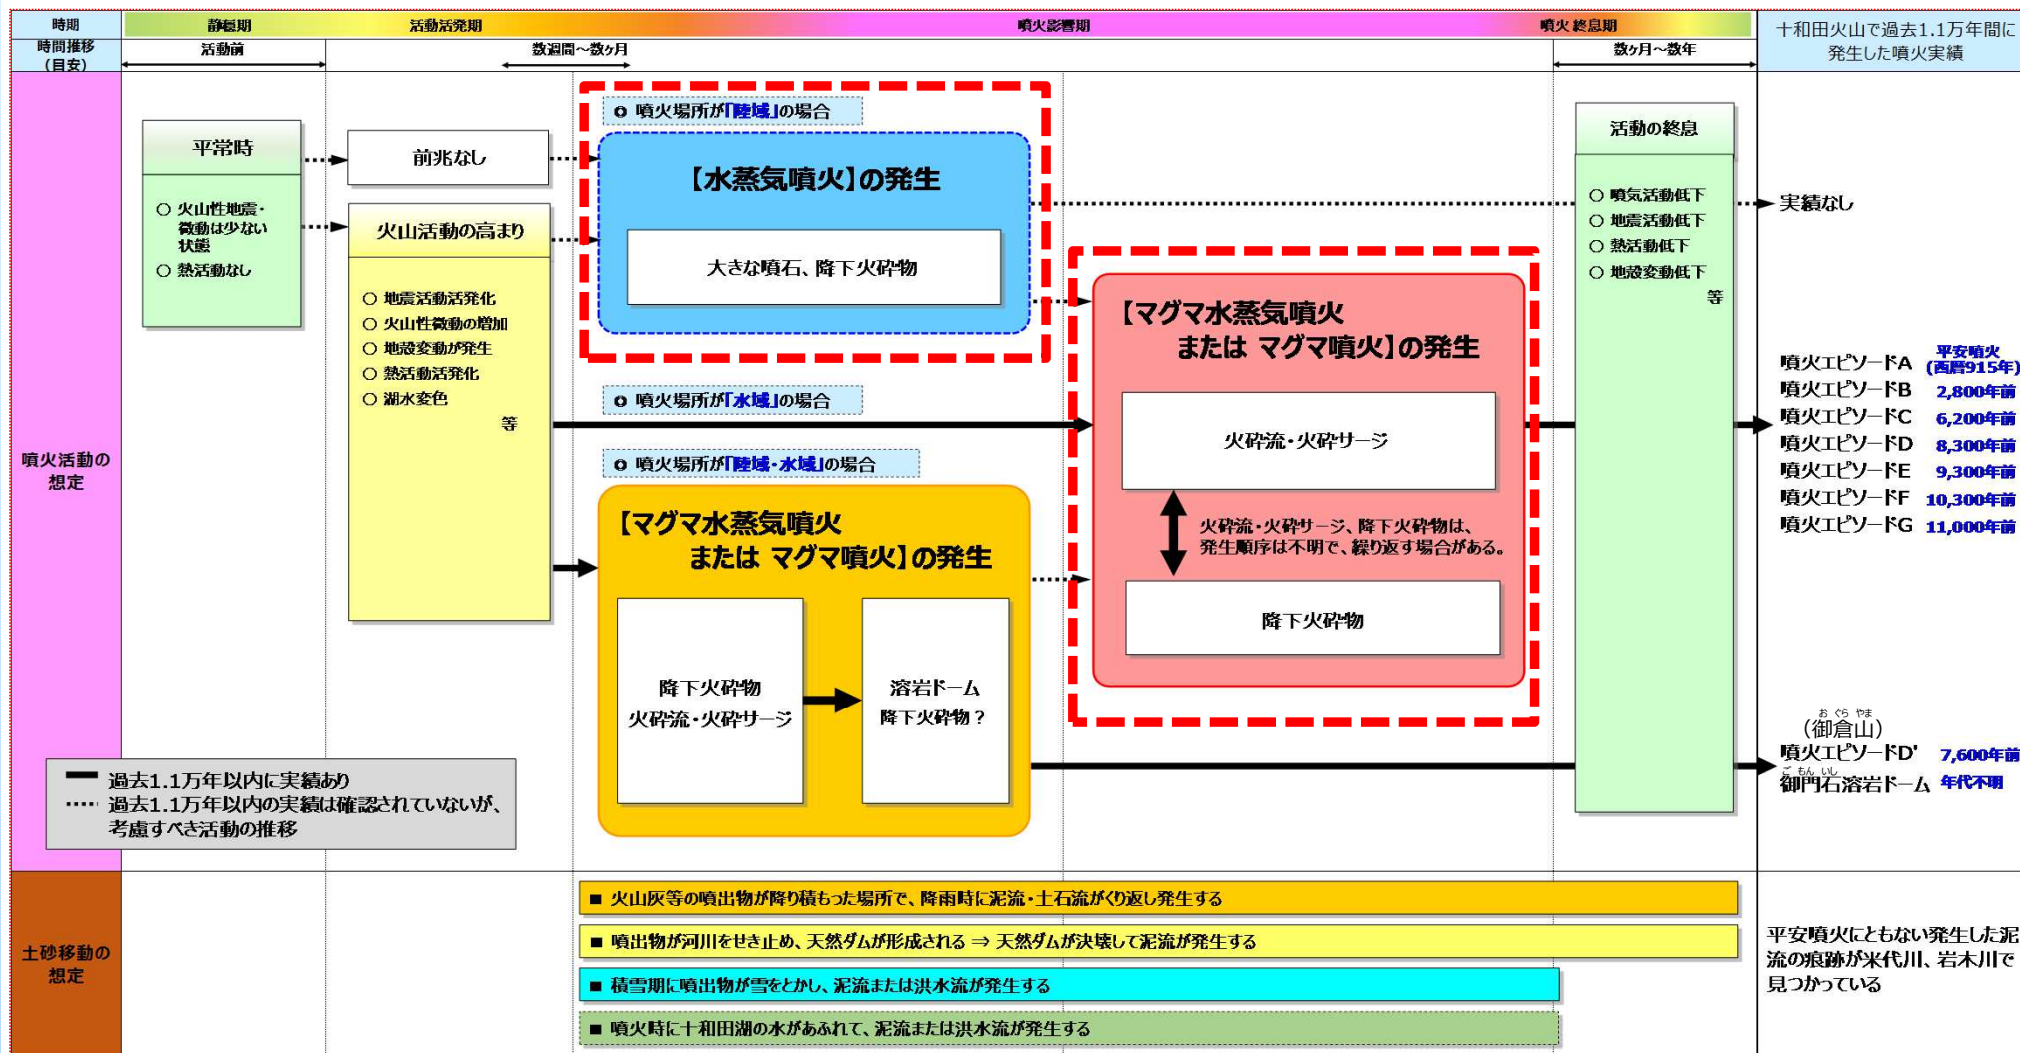 時期
静穏期
活動活発期
噴火影響期
噴火終息期
十和田火山で過去1.1万年間に
発生した噴火実績
時間推移
(目安)
活動前
数週間～数ヶ月
数ヶ月～数年
噴火活動の
想定
平常時
○ 火山性地震・
微動は少ない
状態
○ 熱活動なし
前兆なし
火山活動の高まり
○ 地震活動活発化
○ 火山性微動の増加
○ 地殻変動が発生
○ 熱活動活発化
○ 湖水変色
等
噴火場所が「陸域」の場合
【水蒸気噴火】の発生
大きな噴石、降下火砕物
噴火場所が「水域」の場合
噴火場所が「陸域・水域」の場合
【マグマ水蒸気噴火
または マグマ噴火】の発生
降下火砕物
火砕流・火砕サージ
溶岩ドーム
降下火砕物？
【マグマ水蒸気噴火
または マグマ噴火】の発生
火砕流・火砕サージ
火砕流・火砕サージ、降下火砕物は、
発生順序は不明で、繰り返す場合がある。
降下火砕物
活動の終息
○ 噴気活動低下
○ 地震活動低下
○ 熱活動低下
○ 地殻変動低下
等
実績なし
噴火エピソードA 平安噴火
(西暦915年)
噴火エピソードB 2,800年前
噴火エピソードC 6,200年前
噴火エピソードD 8,300年前
噴火エピソードE 9,300年前
噴火エピソードF 10,300年前
噴火エピソードG 11,000年前
おぐらやま
(御倉山)
噴火エピソードD' 7,600年前
ごもんいし
御門石溶岩ドーム 年代不明
過去1.1万年以内に実績あり
過去1.1万年以内の実績は確認されていないが、
考慮すべき活動の推移
土砂移動の
想定
■ 火山灰等の噴出物が降り積もった場所で、降雨時に泥流・土石流がくり返し発生する
■ 噴出物が河川をせき止め、天然ダムが形成される ⇒ 天然ダムが決壊して泥流が発生する
■ 積雪期に噴出物が雪をとかし、泥流または洪水流が発生する
■ 噴火時に十和田湖の水があふれて、泥流または洪水流が発生する
平安噴火にともない発生した泥
流の痕跡が米代川、岩木川で
見つかっている